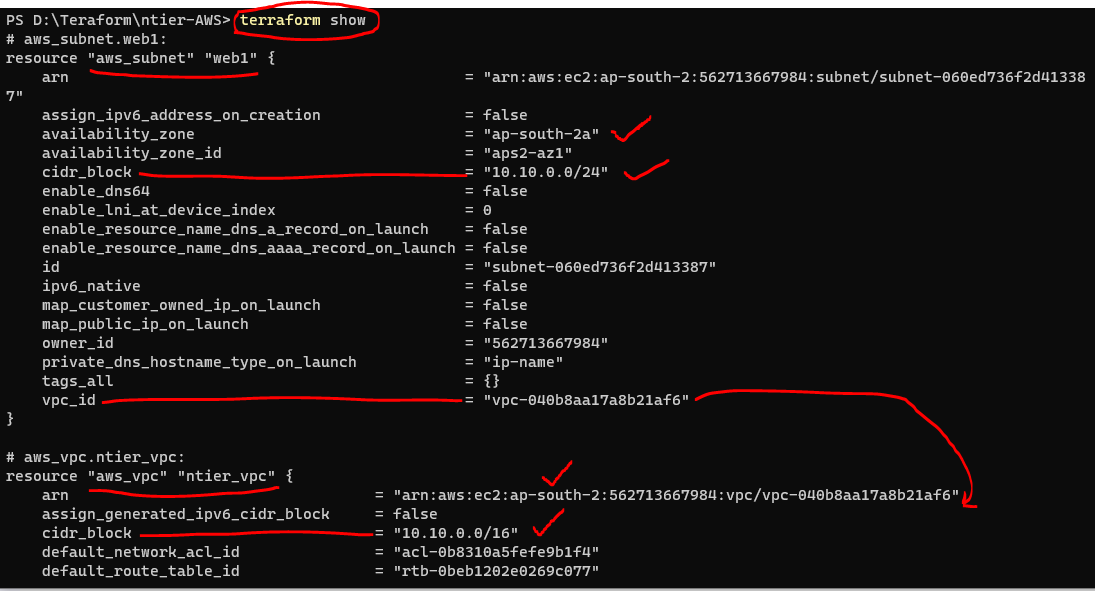 PS D:\Teraform\ntier-AWS> terraform show
# aws_subnet.web1:
resource "aws_subnet" "web1" {
    arn                                            = "arn:aws:ec2:ap-south-2:562713667984:subnet/subnet-060ed736f2d41338
7"
    assign_ipv6_address_on_creation                = false
    availability_zone                              = "ap-south-2a"
    availability_zone_id                           = "aps2-az1"
    cidr_block                                     = "10.10.0.0/24"
    enable_dns64                                   = false
    enable_lni_at_device_index                     = 0
    enable_resource_name_dns_a_record_on_launch    = false
    enable_resource_name_dns_aaaa_record_on_launch = false
    id                                             = "subnet-060ed736f2d413387"
    ipv6_native                                    = false
    map_customer_owned_ip_on_launch                = false
    map_public_ip_on_launch                        = false
    owner_id                                       = "562713667984"
    private_dns_hostname_type_on_launch            = "ip-name"
    tags_all                                       = {}
    vpc_id                                         = "vpc-040b8aa17a8b21af6"
}
# aws_vpc.ntier_vpc:
resource "aws_vpc" "ntier_vpc" {
    arn                                  = "arn:aws:ec2:ap-south-2:562713667984:vpc/vpc-040b8aa17a8b21af6"
    assign_generated_ipv6_cidr_block     = false
    cidr_block                           = "10.10.0.0/16"
    default_network_acl_id               = "acl-0b8310a5fefe9b1f4"
    default_route_table_id               = "rtb-0beb1202e0269c077"